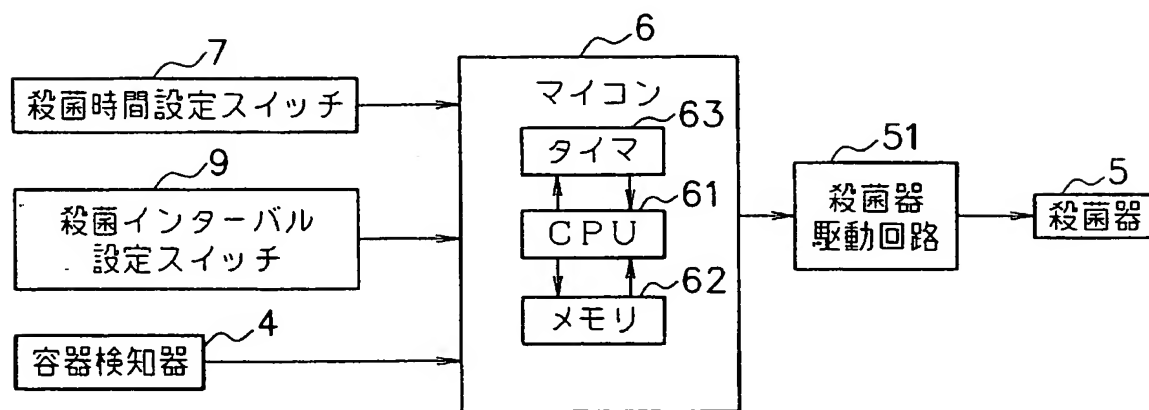 7
殺菌時間設定スイッチ
9
殺菌インターバル
設定スイッチ
4
容器検知器
6
マイコン
63
タイマ
61
CPU
62
メモリ
51
殺菌器
駆動回路
5
殺菌器